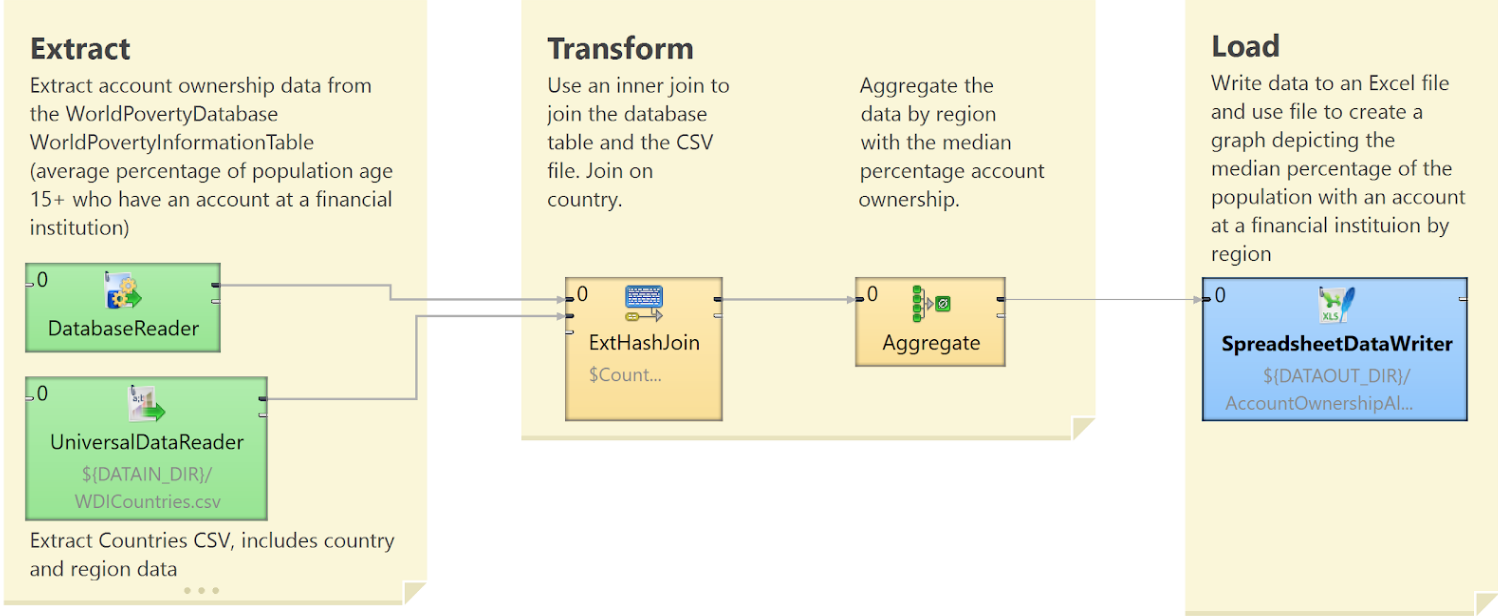 Extract
Extract account ownership data from
the WorldPovertyDatabase
WorldPovertyInformationTable
(average percentage of population age
15+ who have an account at a financial
institution)
0
DatabaseReader
0
a;b
UniversalDataReader
${DATAIN_DIR}/
WDICountries.csv
Extract Countries CSV, includes country
and region data
Transform
Use an inner join to
join the database
table and the CSV
file. Join on
country.
Aggregate the
data by region
with the median
percentage account
ownership.
0
ExtHashJoin
$Count...
0
Aggregate
Load
Write data to an Excel file
and use file to create a
graph depicting the
median percentage of the
population with an account
at a financial instituion by
region
0
XLS
SpreadsheetDataWriter
${DATAOUT_DIR}/
AccountOwnershipAl...